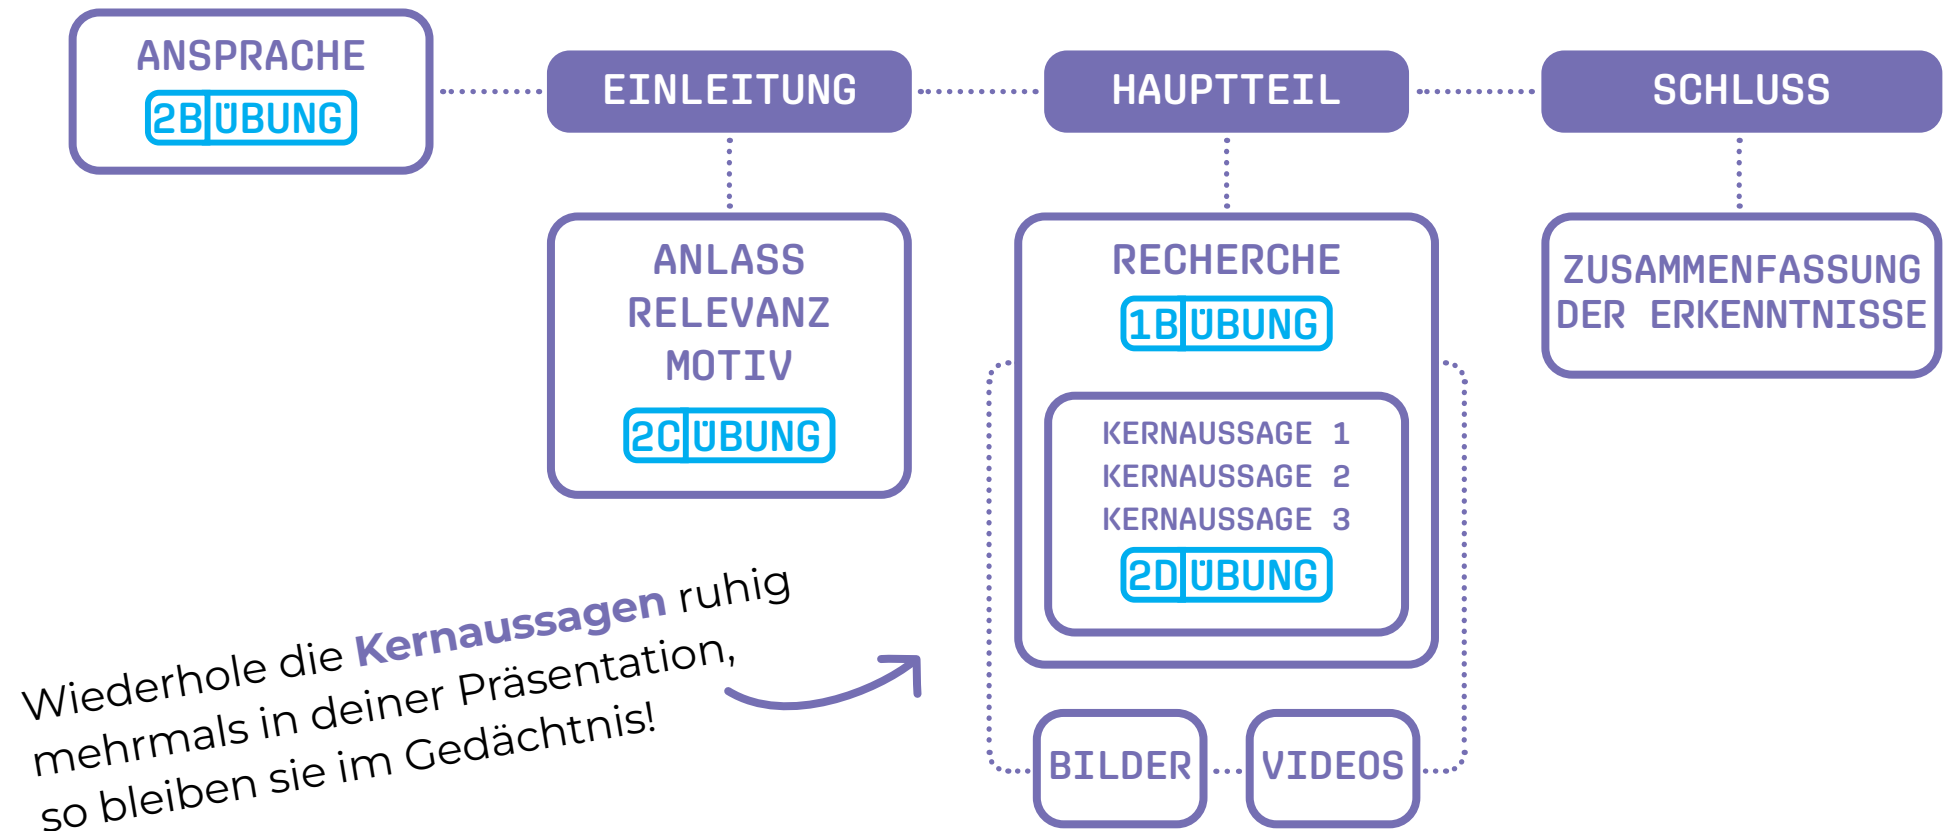 ANSPRACHE
2B ÜBUNG
EINLEITUNG
HAUPTTEIL
SCHLUSS
ANLASS
RELEVANZ
MOTIV
2C ÜBUNG
RECHERCHE
1B ÜBUNG
KERNAUSSAGE 1
KERNAUSSAGE 2
KERNAUSSAGE 3
2D ÜBUNG
BILDER
VIDEOS
ZUSAMMENFASSUNG
DER ERKENNTNISSE
Wiederhole die Kernaussagen ruhig
mehrmals in deiner Präsentation,
so bleiben sie im Gedächtnis!